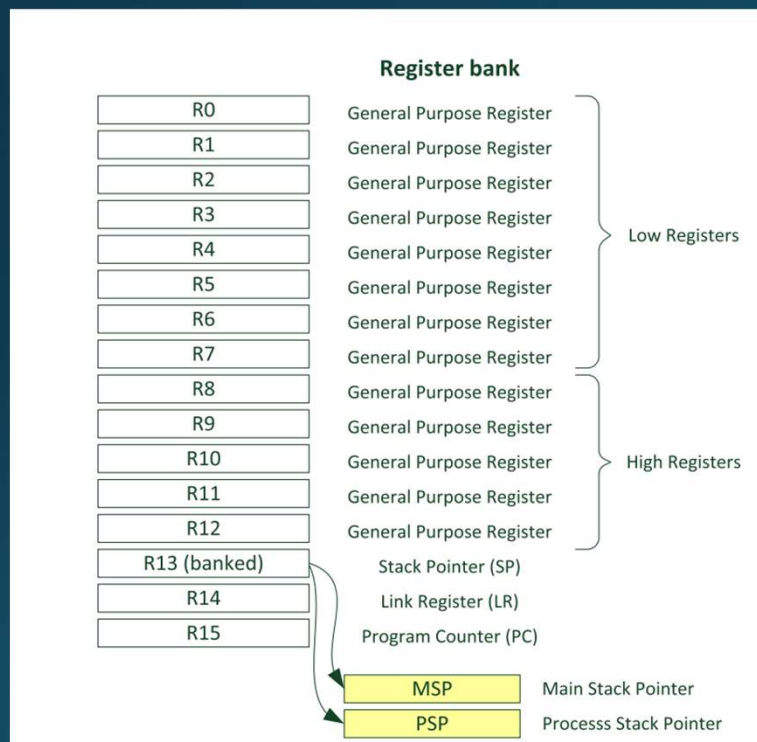 Register bank
R0 General Purpose Register
R1 General Purpose Register
R2 General Purpose Register
R3 General Purpose Register
Low Registers
R4 General Purpose Register
R5 General Purpose Register
R6 General Purpose Register
R7 General Purpose Register
R8 General Purpose Register
R9 General Purpose Register
R10 General Purpose Register
High Registers
R11 General Purpose Register
R12 General Purpose Register
R13 (banked) Stack Pointer (SP)
R14 Link Register (LR)
R15 Program Counter (PC)
MSP Main Stack Pointer
PSP Processs Stack Pointer